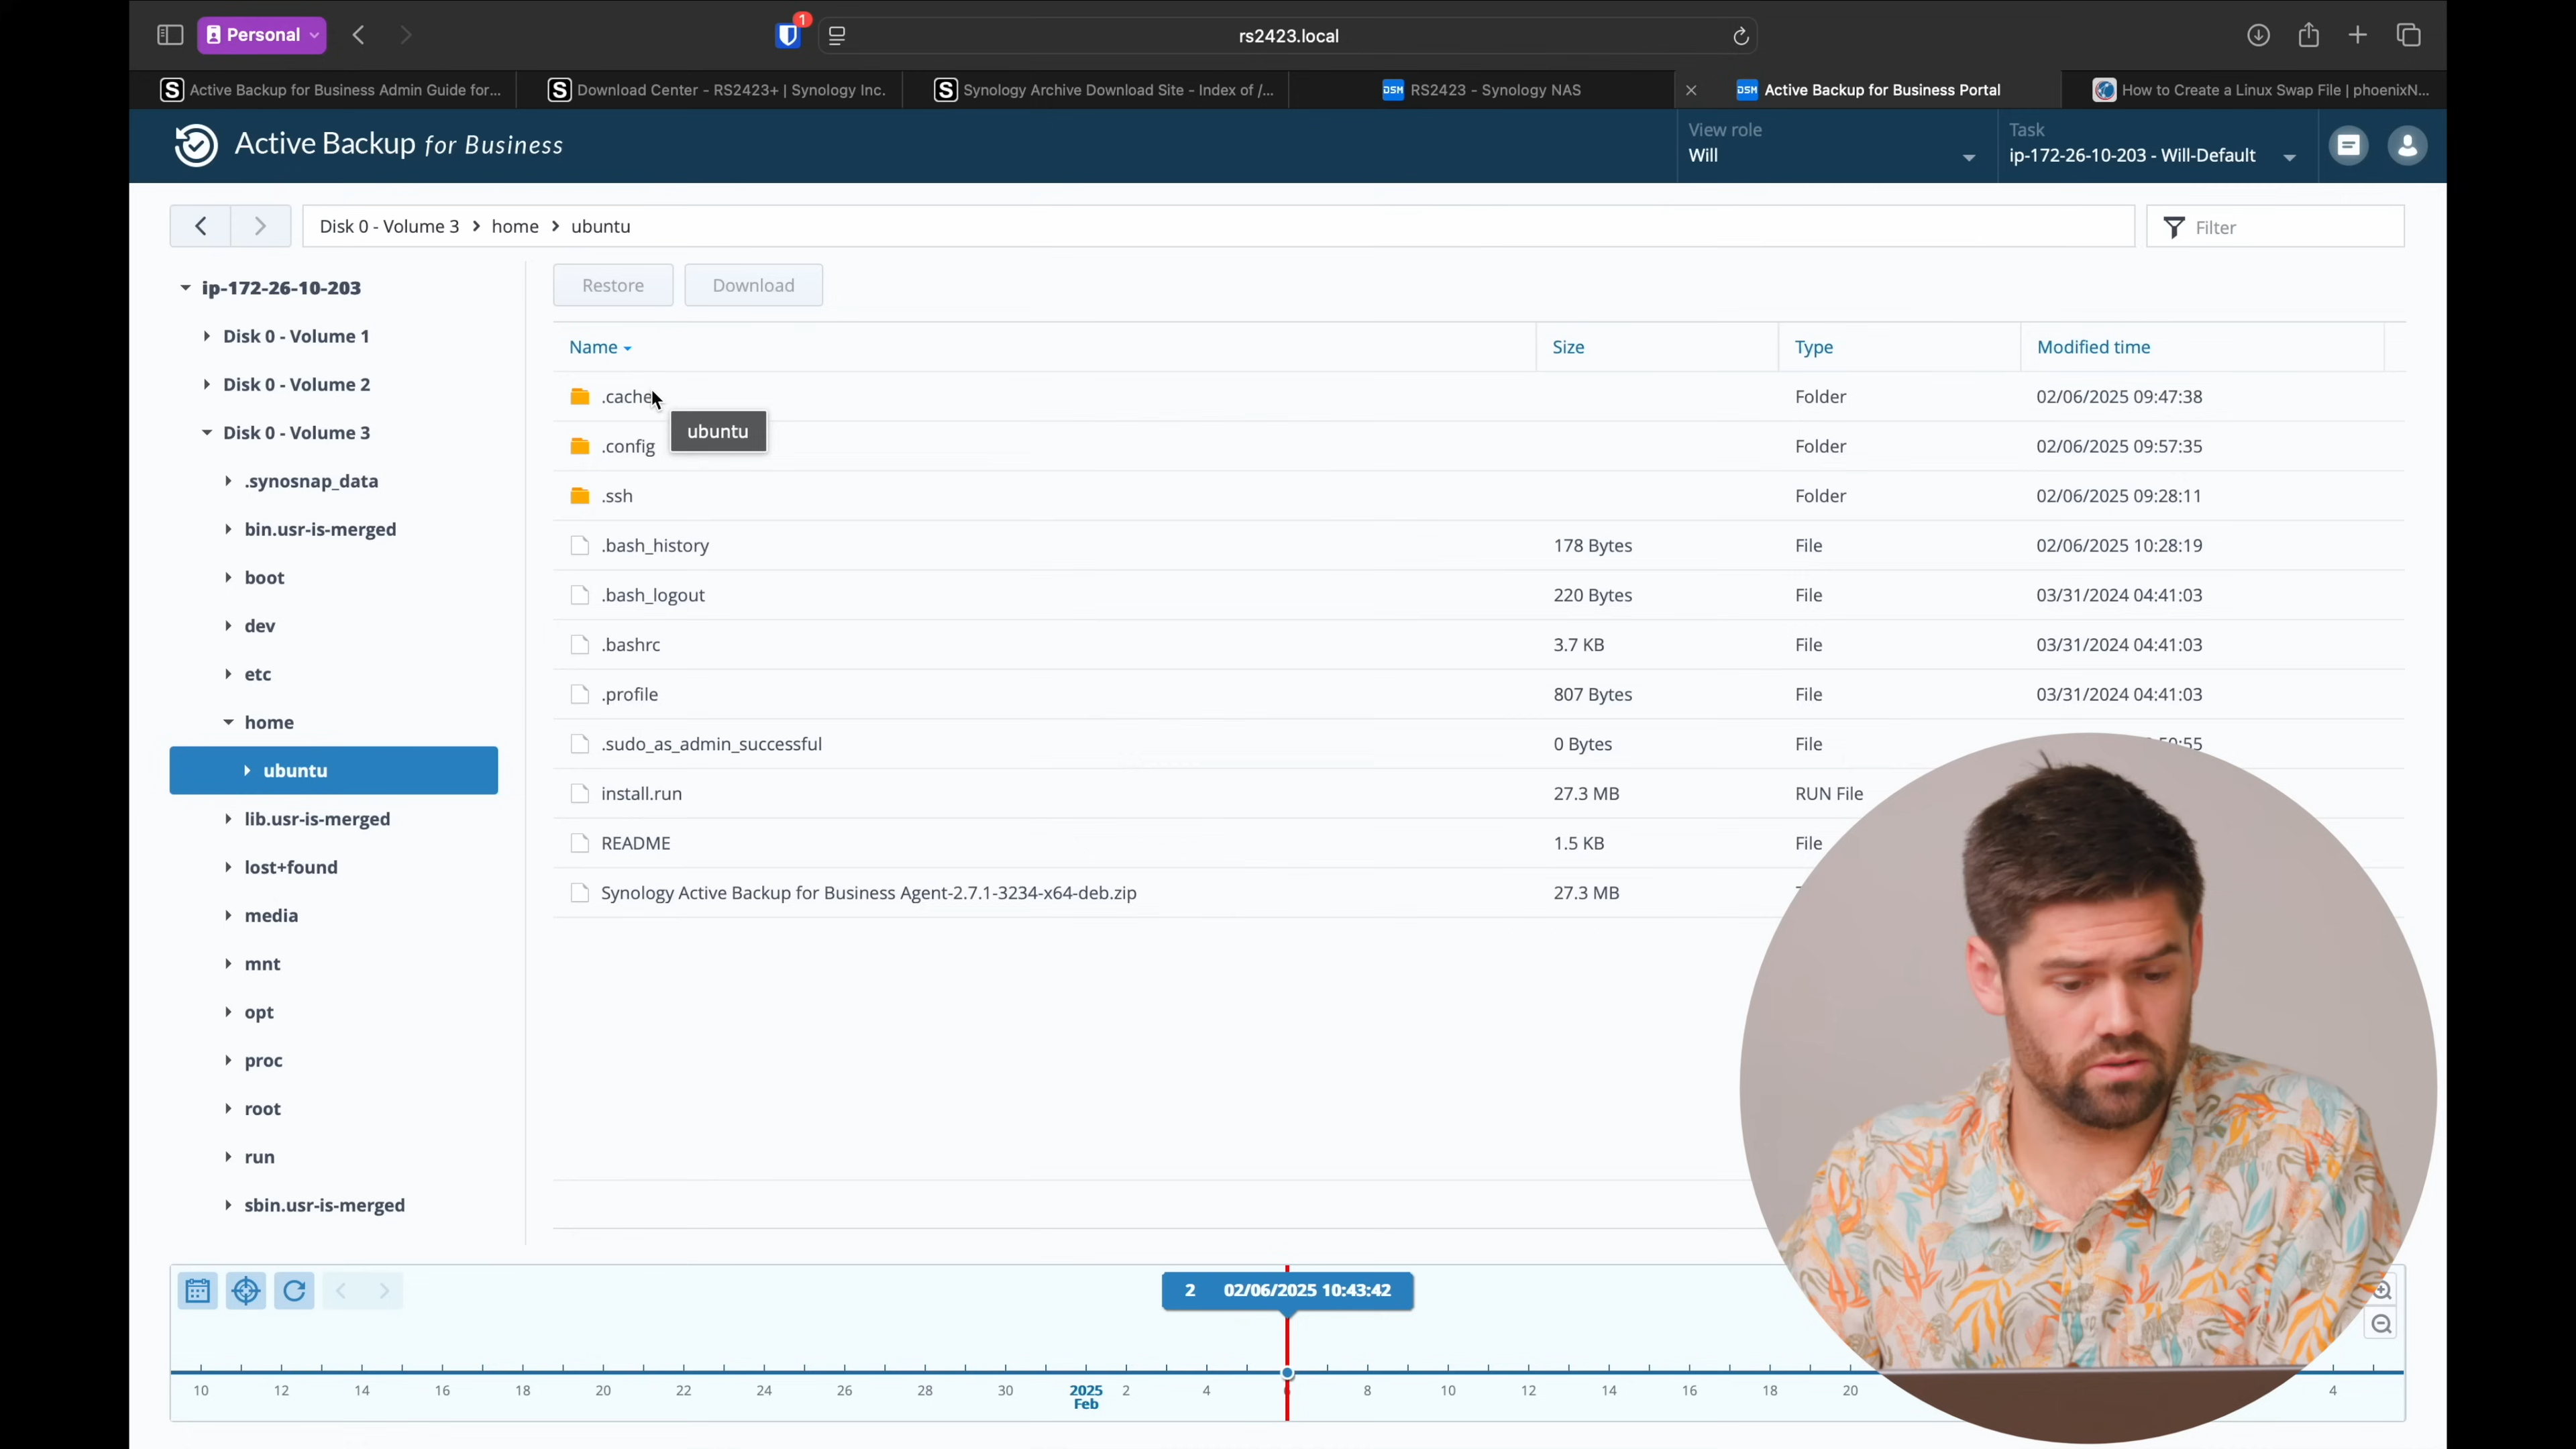 Personal
1
rs2423.local
Active Backup for Business Admin Guide for...
Download Center - RS2423+ | Synology Inc.
Synology Archive Download Site - Index of /...
DSM RS2423 - Synology NAS
DSM Active Backup for Business Portal
How to Create a Linux Swap File | phoenixN...
Active Backup for Business
View role
Will
Task
ip-172-26-10-203 - Will-Default
Disk 0 - Volume 3 > home > ubuntu
Filter
Restore
Download
ip-172-26-10-203
Disk 0 - Volume 1
Disk 0 - Volume 2
Disk 0 - Volume 3
.synosnap_data
bin.usr-is-merged
boot
dev
etc
home
ubuntu
lib.usr-is-merged
lost+found
media
mnt
opt
proc
root
run
sbin.usr-is-merged
Name Size Type Modified time
.cache Folder 02/06/2025 09:47:38
ubuntu
.config Folder 02/06/2025 09:57:35
.ssh Folder 02/06/2025 09:28:11
.bash_history 178 Bytes File 02/06/2025 10:28:19
.bash_logout 220 Bytes File 03/31/2024 04:41:03
.bashrc 3.7 KB File 03/31/2024 04:41:03
.profile 807 Bytes File 03/31/2024 04:41:03
.sudo_as_admin_successful 0 Bytes File
install.run 27.3 MB RUN File
README 1.5 KB File
Synology Active Backup for Business Agent-2.7.1-3234-x64-deb.zip 27.3 MB
2 02/06/2025 10:43:42
10 12 14 16 18 20 22 24 26 28 30 2025 2 4 8 10 12 14 16 18 20 4
Feb